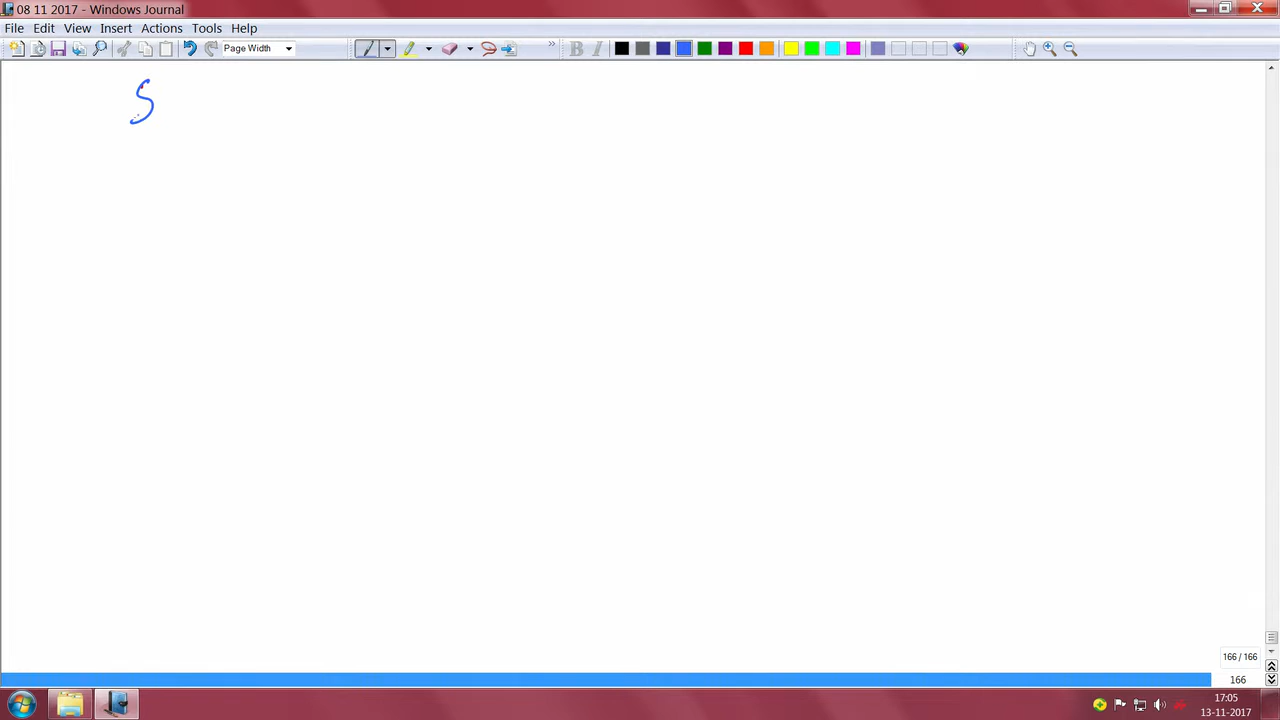 08 11 2017 - Windows Journal
File Edit View Insert Actions Tools Help
Page Width
B I
S
166 / 166
166
17:05
13-11-2017